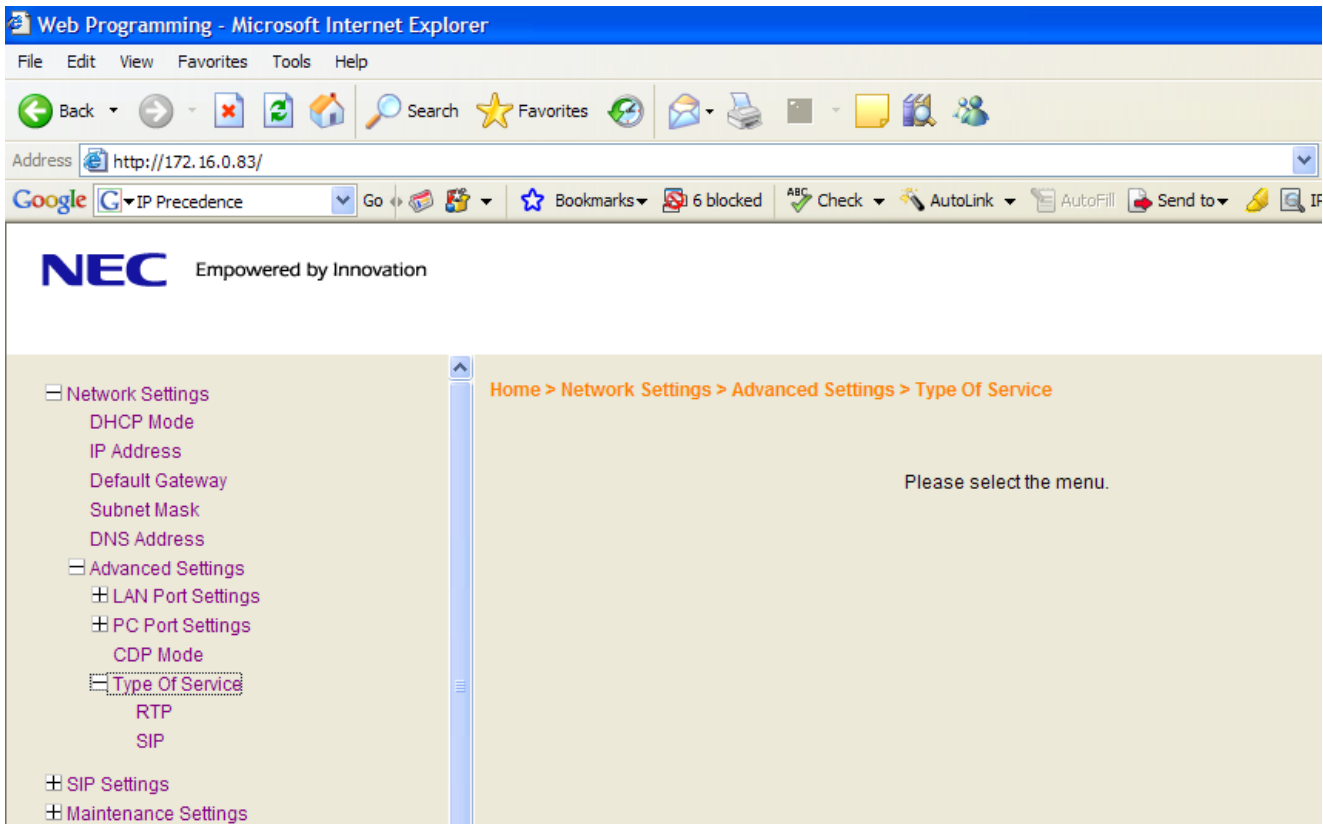 Web Programming - Microsoft Internet Explorer
File Edit View Favorites Tools Help
Back Search Favorites
Address http://172.16.0.83/
Google G IP Precedence Go Bookmarks 6 blocked ABC Check AutoLink AutoFill Send to IP
NEC Empowered by Innovation
Home > Network Settings > Advanced Settings > Type Of Service
Please select the menu.
Network Settings
DHCP Mode
IP Address
Default Gateway
Subnet Mask
DNS Address
Advanced Settings
LAN Port Settings
PC Port Settings
CDP Mode
Type Of Service
RTP
SIP
SIP Settings
Maintenance Settings